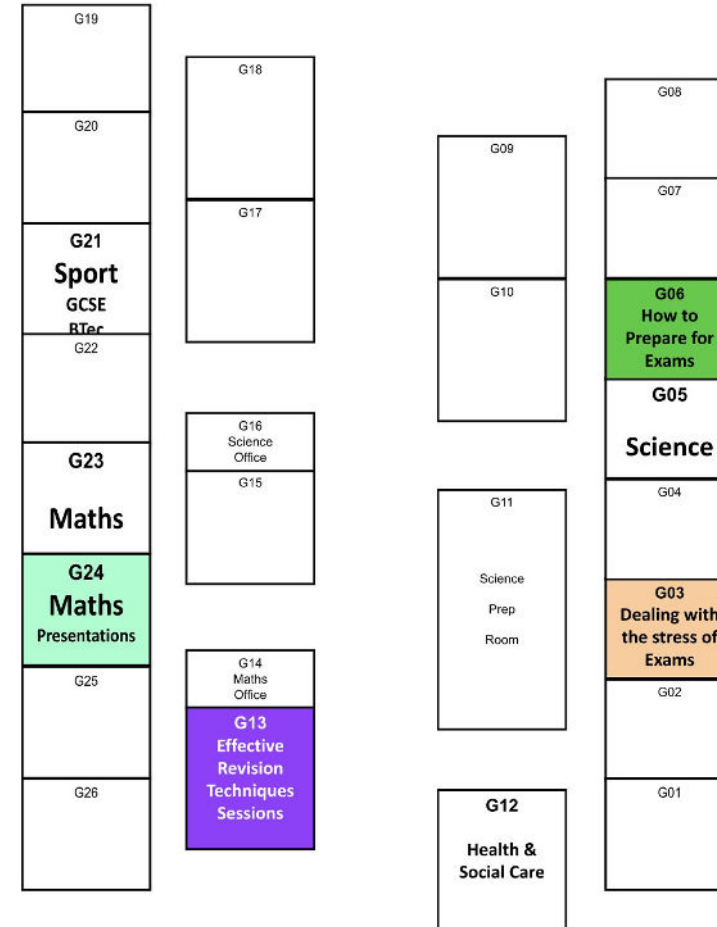 G19
G20
G21
Sport
GCSE
BTec
G22
G23
Maths
G24
Maths
Presentations
G25
G26
G18
G17
G16
Science
Office
G15
G14
Maths
Office
G13
Effective
Revision
Techniques
Sessions
G09
G10
G11
Science
Prep
Room
G12
Health &
Social Care
G08
G07
G06
How to
Prepare for
Exams
G05
Science
G04
G03
Dealing with
the stress of
Exams
G02
G01